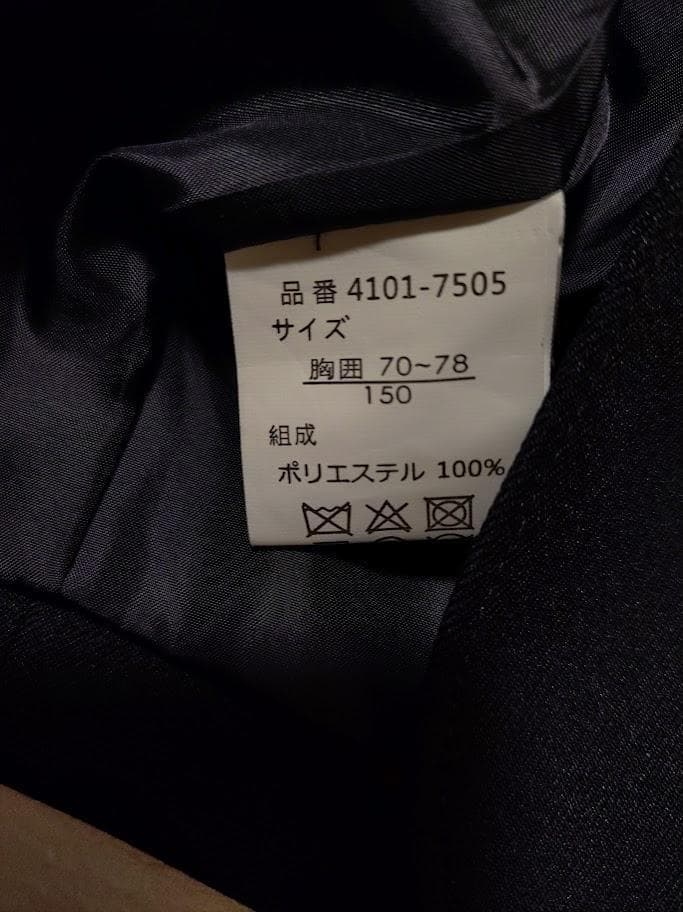 品番 4101-7505
サイズ
胸囲 70~78
150
組成
ポリエステル 100%